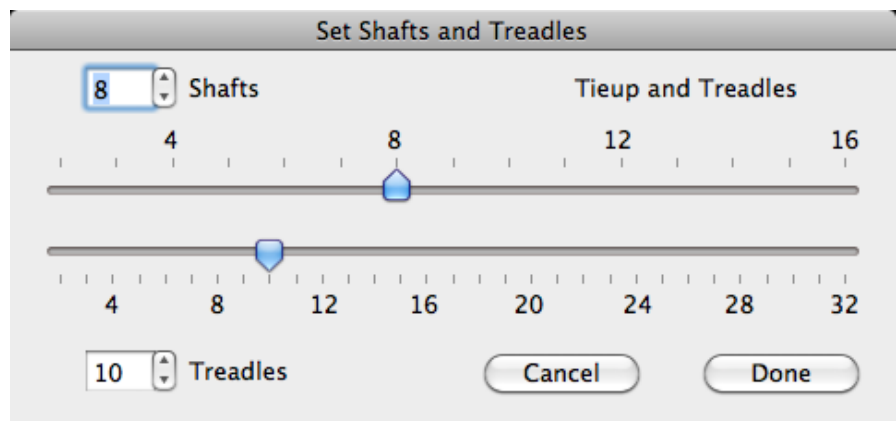 Set Shafts and Treadles
8 Shafts Tieup and Treadles
4 8 12 16
4 8 12 16 20 24 28 32
10 Treadles Cancel Done